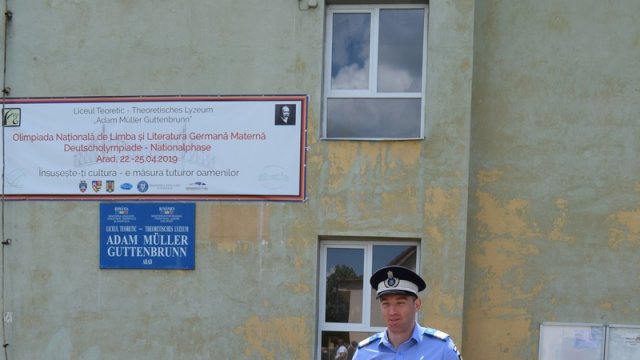 Liceul Teoretic - Theoretisches Lyzeum
„Adam Müller Guttenbrunn”
Olimpiada Națională de Limba și Literatura Germană Maternă
Deutscholympiade - Nationalphase
Arad, 22.-25.04.2019
Însușește-ți cultura - e măsura tuturor oamenilor
LICEUL TEORETIC — THEORETISCHES LYZEUM
ADAM MÜLLER
GUTTENBRUNN
ARAD